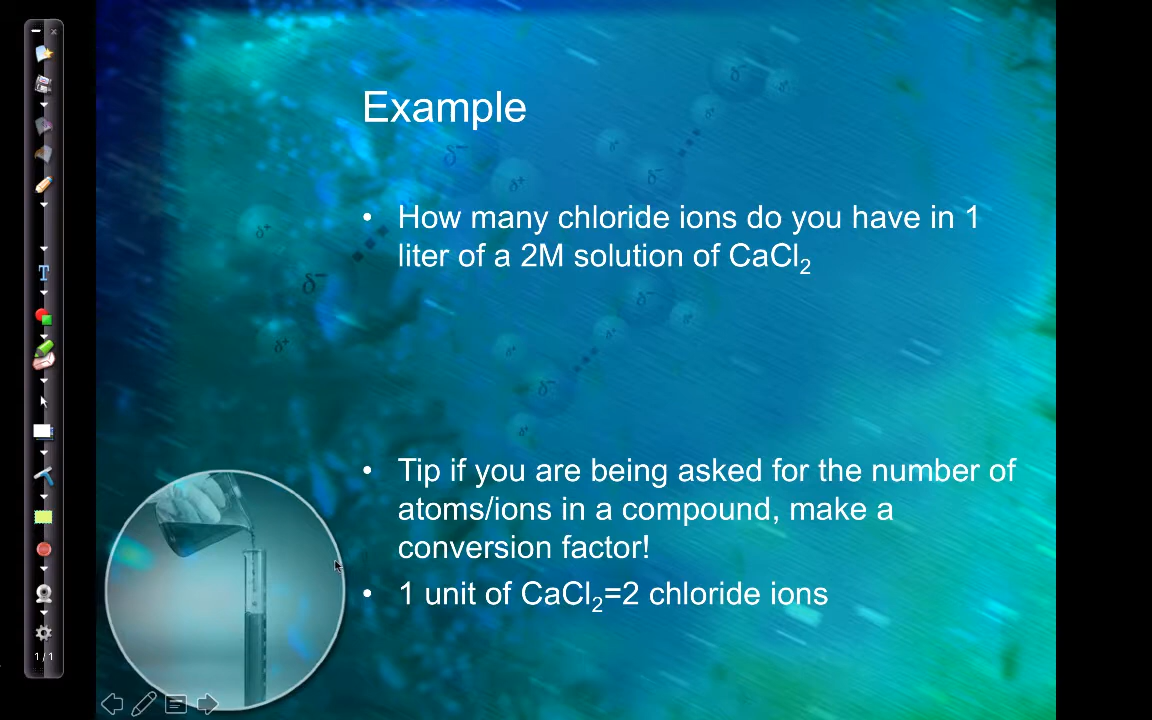 Example
• How many chloride ions do you have in 1
liter of a 2M solution of CaCl₂
• Tip if you are being asked for the number of
atoms/ions in a compound, make a
conversion factor!
• 1 unit of CaCl₂=2 chloride ions
δ⁻
δ⁺
δ⁻
δ⁺
δ⁻
δ⁺
δ⁻
δ⁺
δ⁻
T
1/1